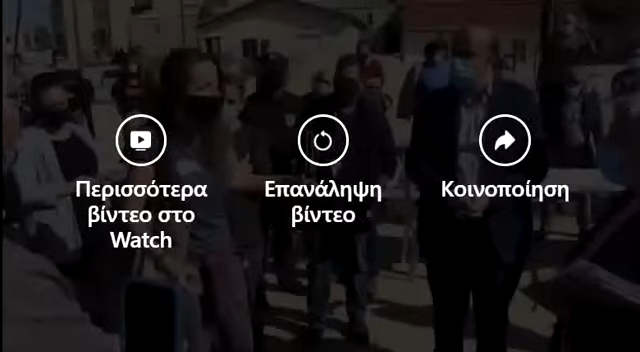 Περισσότερα
βίντεο στο
Watch
Επανάληψη
βίντεο
Κοινοποίηση